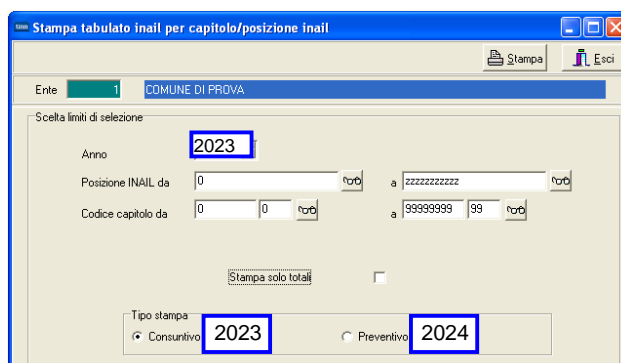 Stampa tabulato inail per capitolo/posizione inail
Stampa Esci
Ente 1 COMUNE DI PROVA
Scelta limiti di selezione
Anno 2023
Posizione INAIL da 0 a zzzzzzzzzzz
Codice capitolo da 0 0 a 99999999 99
Stampa solo totali
Tipo stampa
Consuntivo 2023 Preventivo 2024